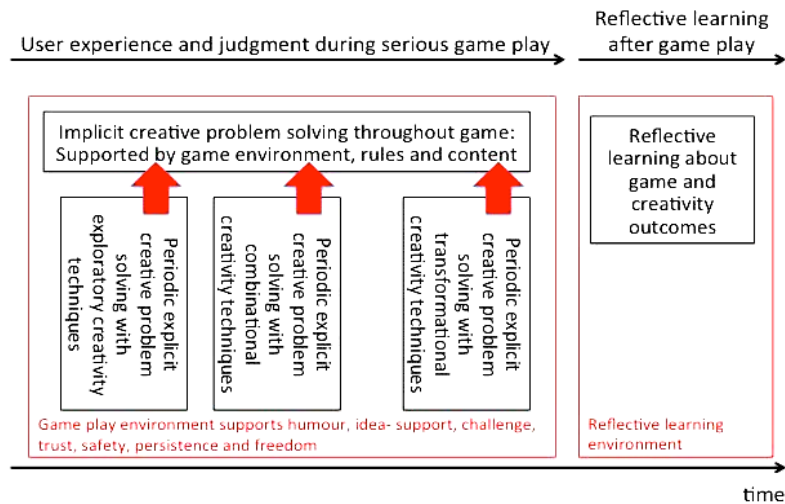 User experience and judgment during serious game play
Reflective learning
after game play
Implicit creative problem solving throughout game:
Supported by game environment, rules and content
Reflective
learning about
game and
creativity
outcomes
Periodic explicit
creative problem
solving with
exploratory creativity
techniques
Periodic explicit
creative problem
solving with
combinational
creativity techniques
Periodic explicit
creative problem
solving with
transformational
creativity techniques
Game play environment supports humour, idea- support, challenge,
trust, safety, persistence and freedom
Reflective learning
environment
time